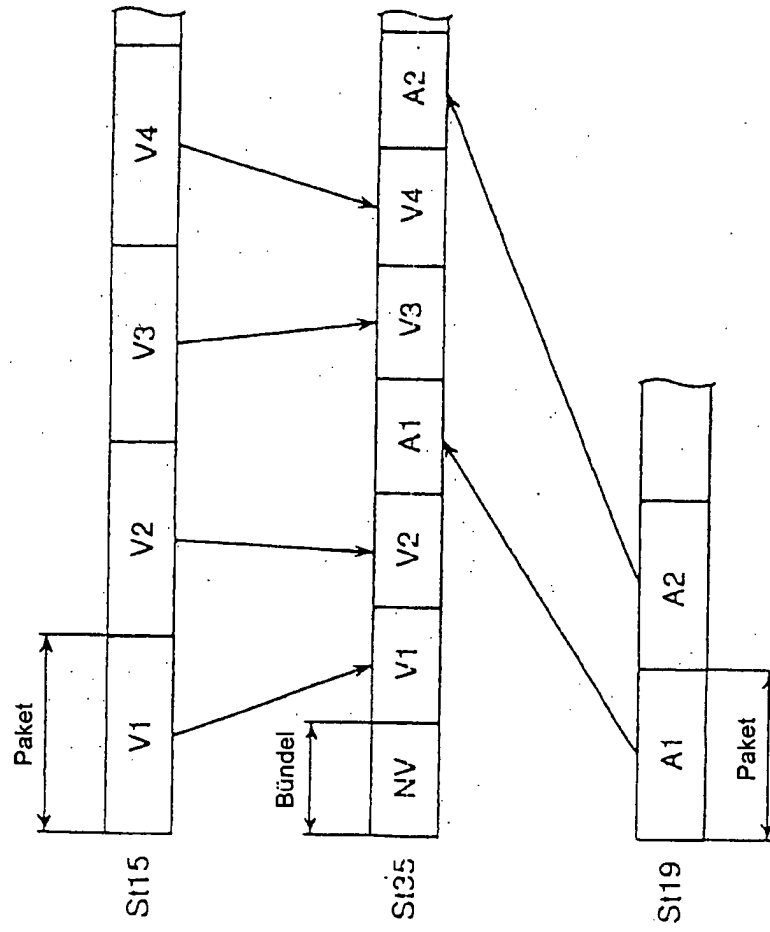 Paket
St15 V1 V2 V3 V4
Bündel
St35 NV V1 V2 A1 V3 V4 A2
St19 A1 A2
Paket